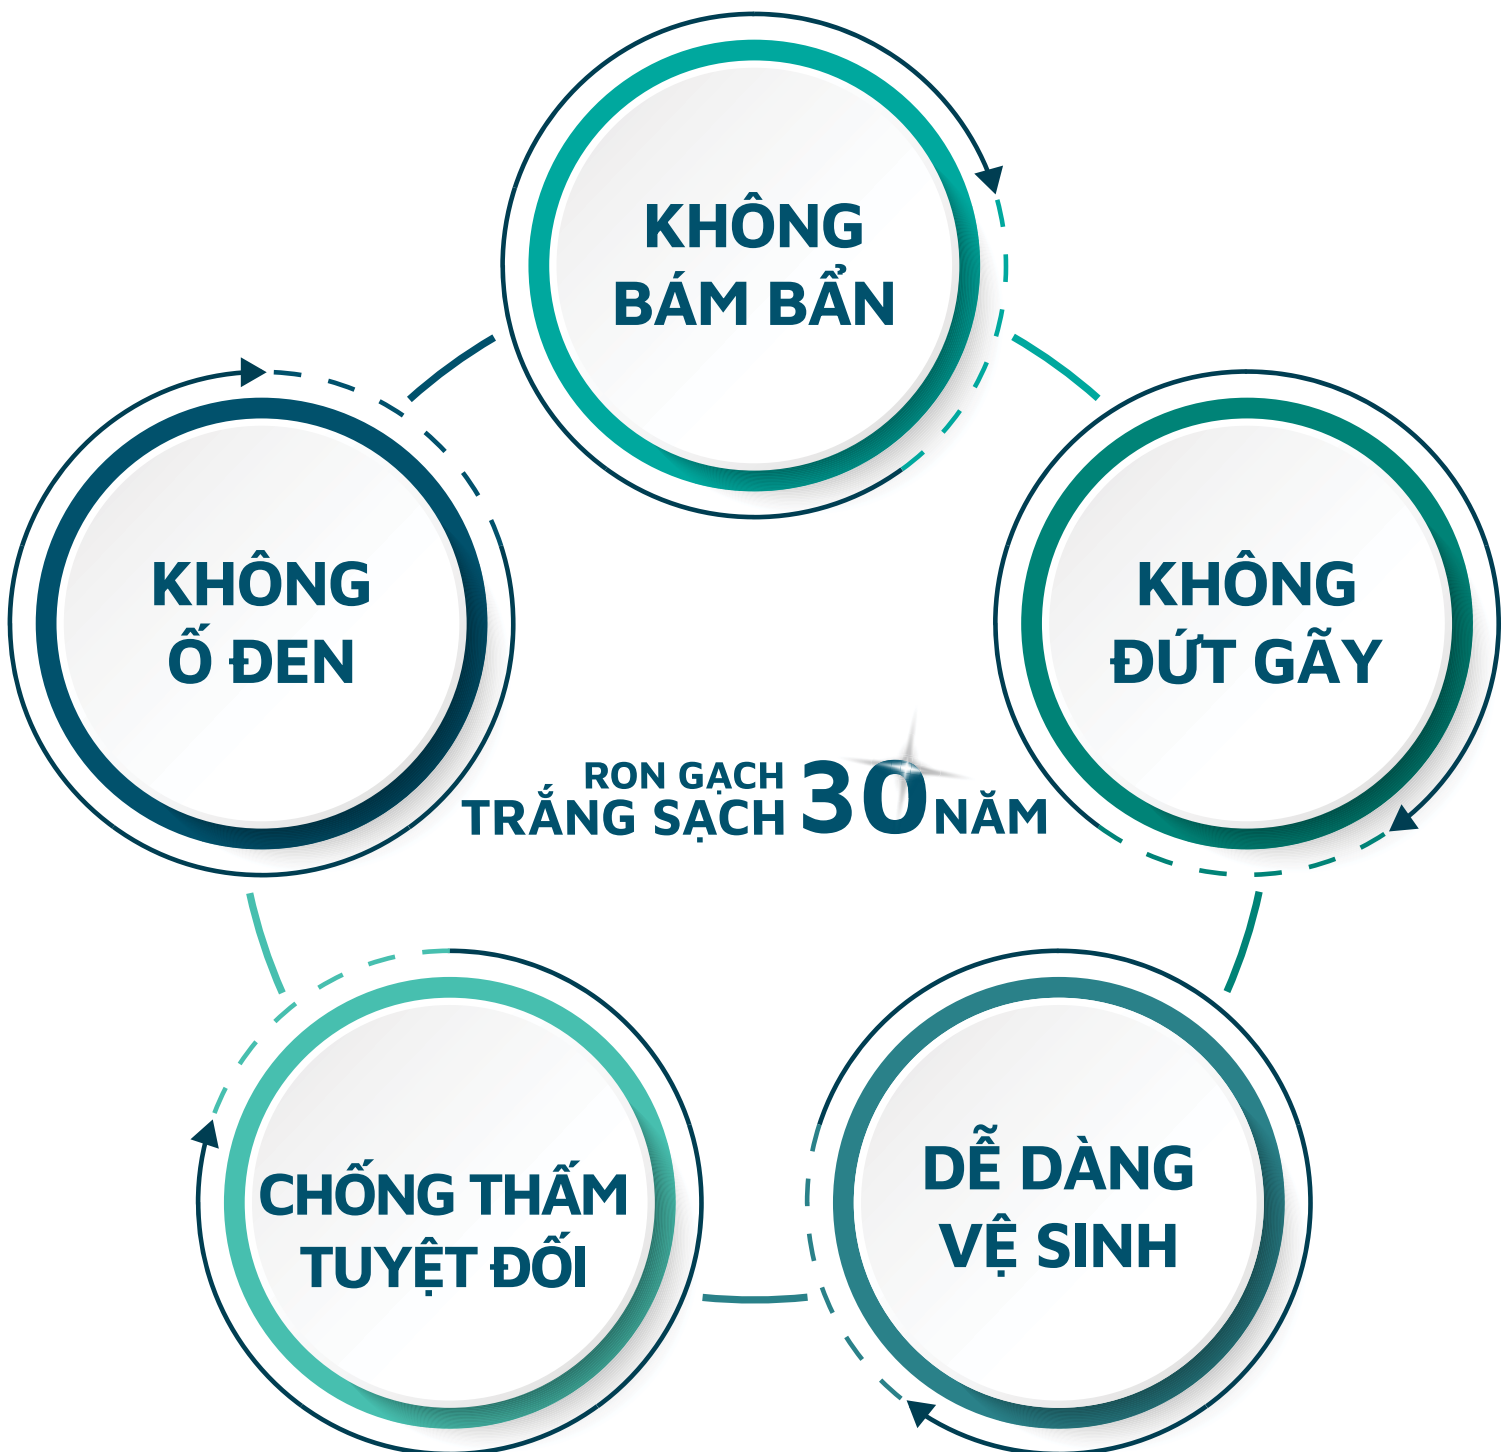 KHÔNG
BÁM BẨN
KHÔNG
Ố ĐEN
KHÔNG
ĐỨT GÃY
RON GẠCH
TRẮNG SẠCH 30 NĂM
CHỐNG THẤM
TUYỆT ĐỐI
DỄ DÀNG
VỆ SINH